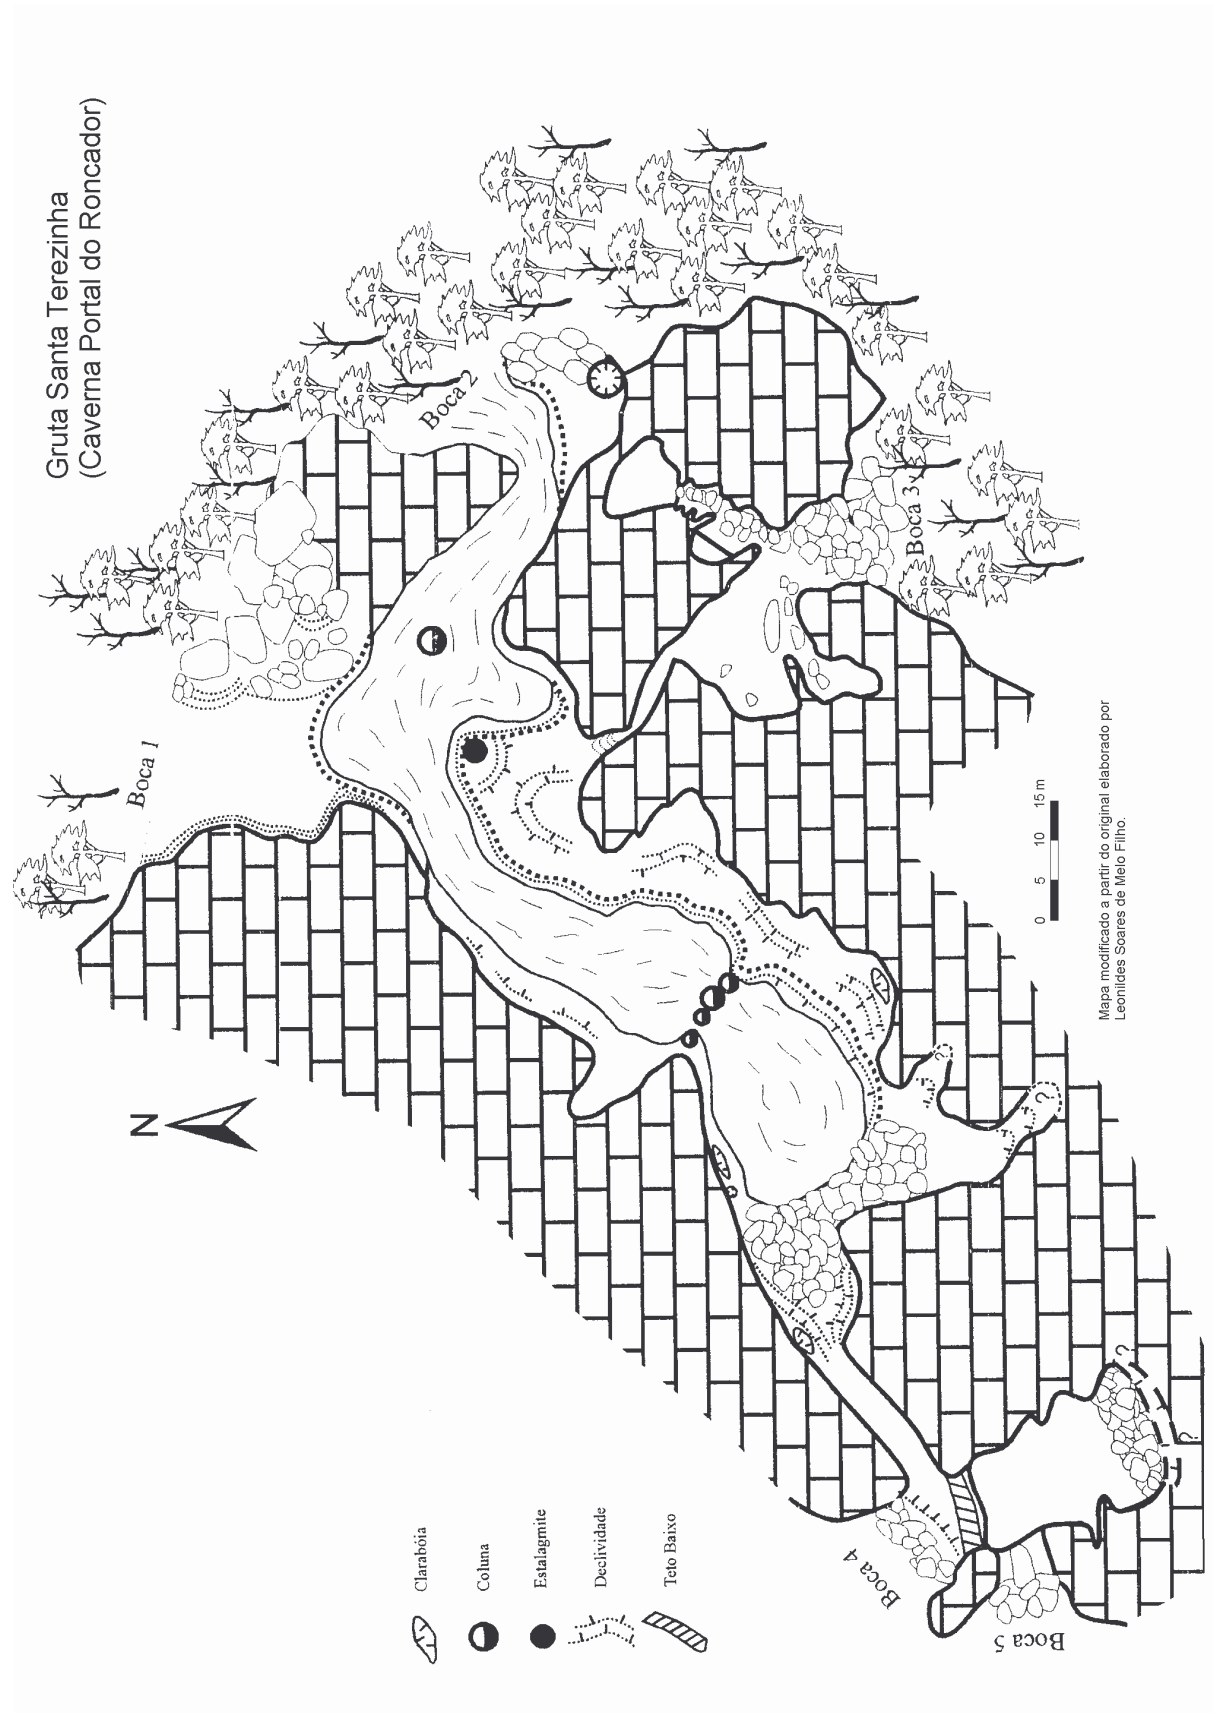 Gruta Santa Terezinha
(Caverna Portal do Roncador)
Boca 1
Boca 2
Boca 3
?
?
Boca 4
Boca 5
?
?
N
0 5 10 15 m
Mapa modificado a partir do original elaborado por
Leonildes Soares de Melo Filho.
Clarabóia
Coluna
Estalagmite
Declividade
Teto Baixo